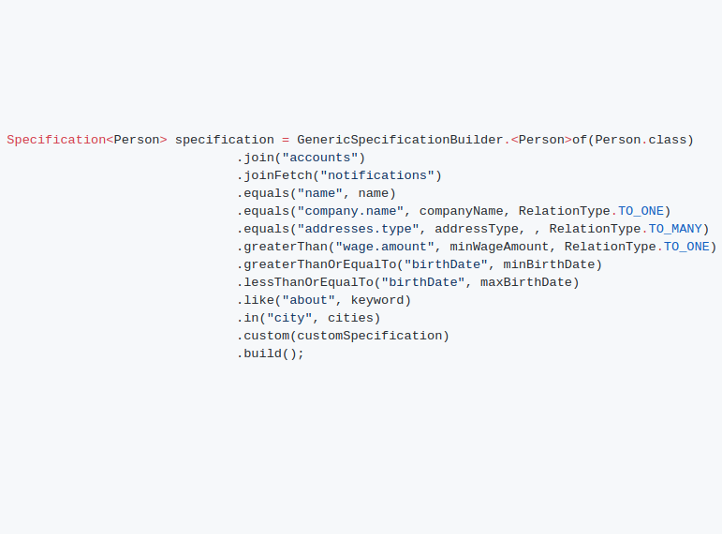 Specification<Person> specification = GenericSpecificationBuilder.<Person>of(Person.class)
.join("accounts")
.joinFetch("notifications")
.equals("name", name)
.equals("company.name", companyName, RelationType.TO_ONE)
.equals("addresses.type", addressType, , RelationType.TO_MANY)
.greaterThan("wage.amount", minWageAmount, RelationType.TO_ONE)
.greaterThanOrEqualTo("birthDate", minBirthDate)
.lessThanOrEqualTo("birthDate", maxBirthDate)
.like("about", keyword)
.in("city", cities)
.custom(customSpecification)
.build();